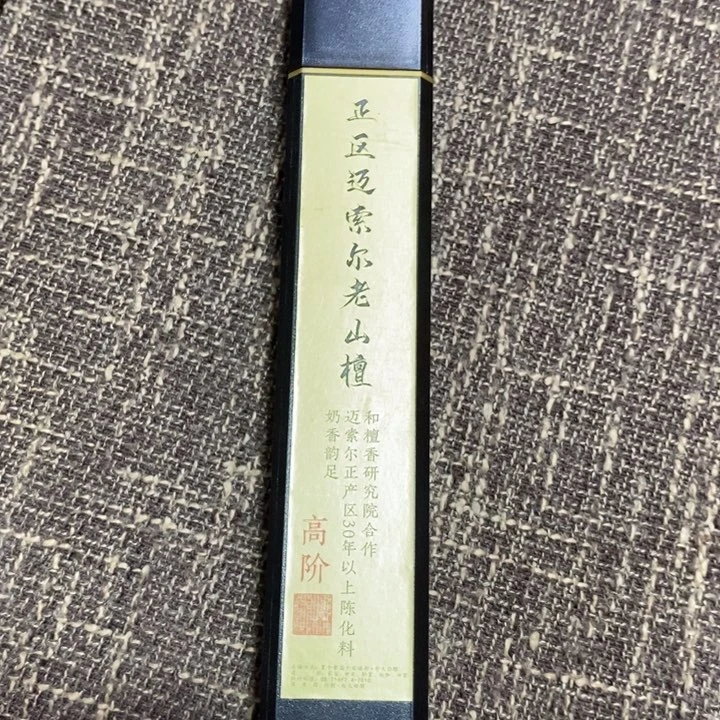 正区迈索尔老山檀
和檀香研究院合作
迈索尔正产区30年以上陈化料
奶香韵足
高阶